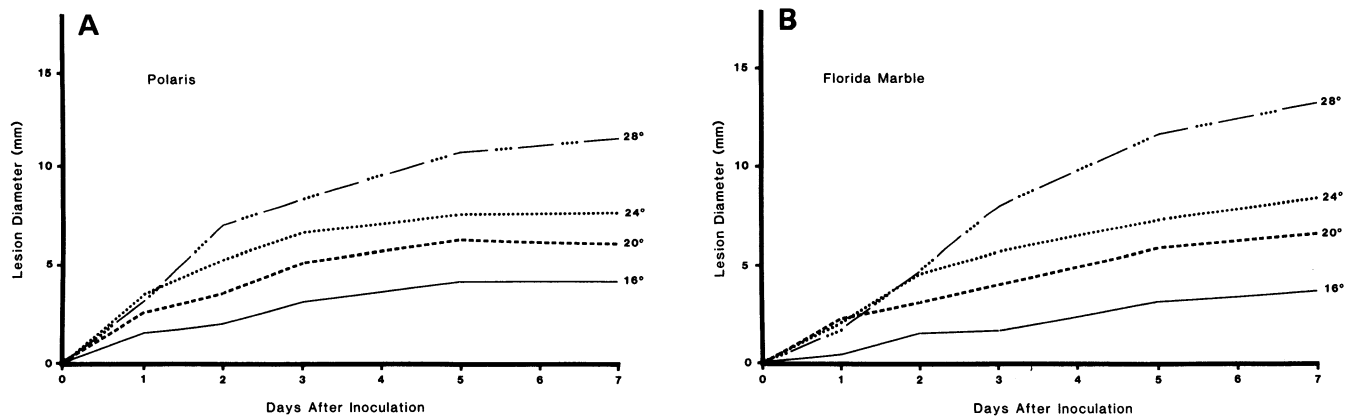 A
Polaris
Lesion Diameter (mm)
15
10
5
0
28°
24°
20°
16°
0 1 2 3 4 5 6 7
Days After Inoculation
B
Florida Marble
Lesion Diameter (mm)
15
10
5
0
28°
24°
20°
16°
0 1 2 3 4 5 6 7
Days After Inoculation